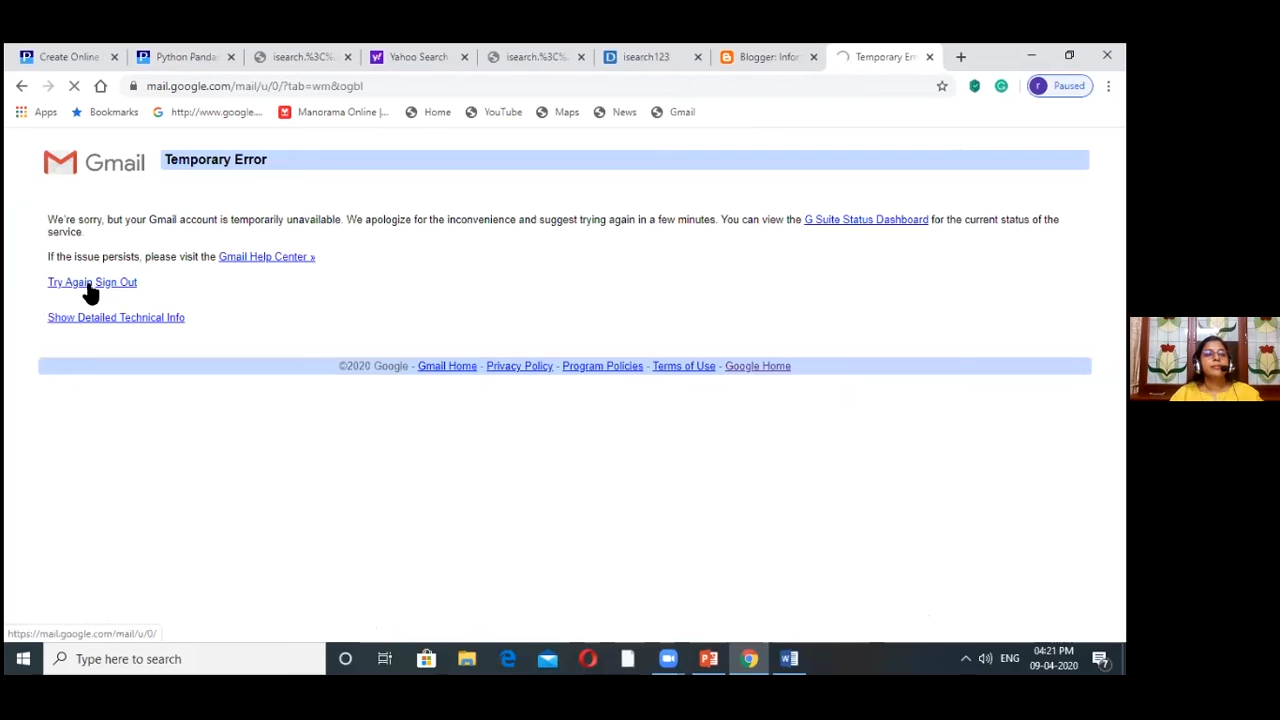 Create Online
Python Panda
isearch.%3C%
Yahoo Search
isearch.%3C%
isearch123
Blogger: Infor
Temporary Err
mail.google.com/mail/u/0/?tab=wm&ogbl
r Paused
Apps
Bookmarks
http://www.google....
Manorama Online |...
Home
YouTube
Maps
News
Gmail
Gmail
Temporary Error
We're sorry, but your Gmail account is temporarily unavailable. We apologize for the inconvenience and suggest trying again in a few minutes. You can view the G Suite Status Dashboard for the current status of the
service.
If the issue persists, please visit the Gmail Help Center »
Try Again Sign Out
Show Detailed Technical Info
©2020 Google - Gmail Home - Privacy Policy - Program Policies - Terms of Use - Google Home
https://mail.google.com/mail/u/0/
Type here to search
ENG
04:21 PM
09-04-2020
7